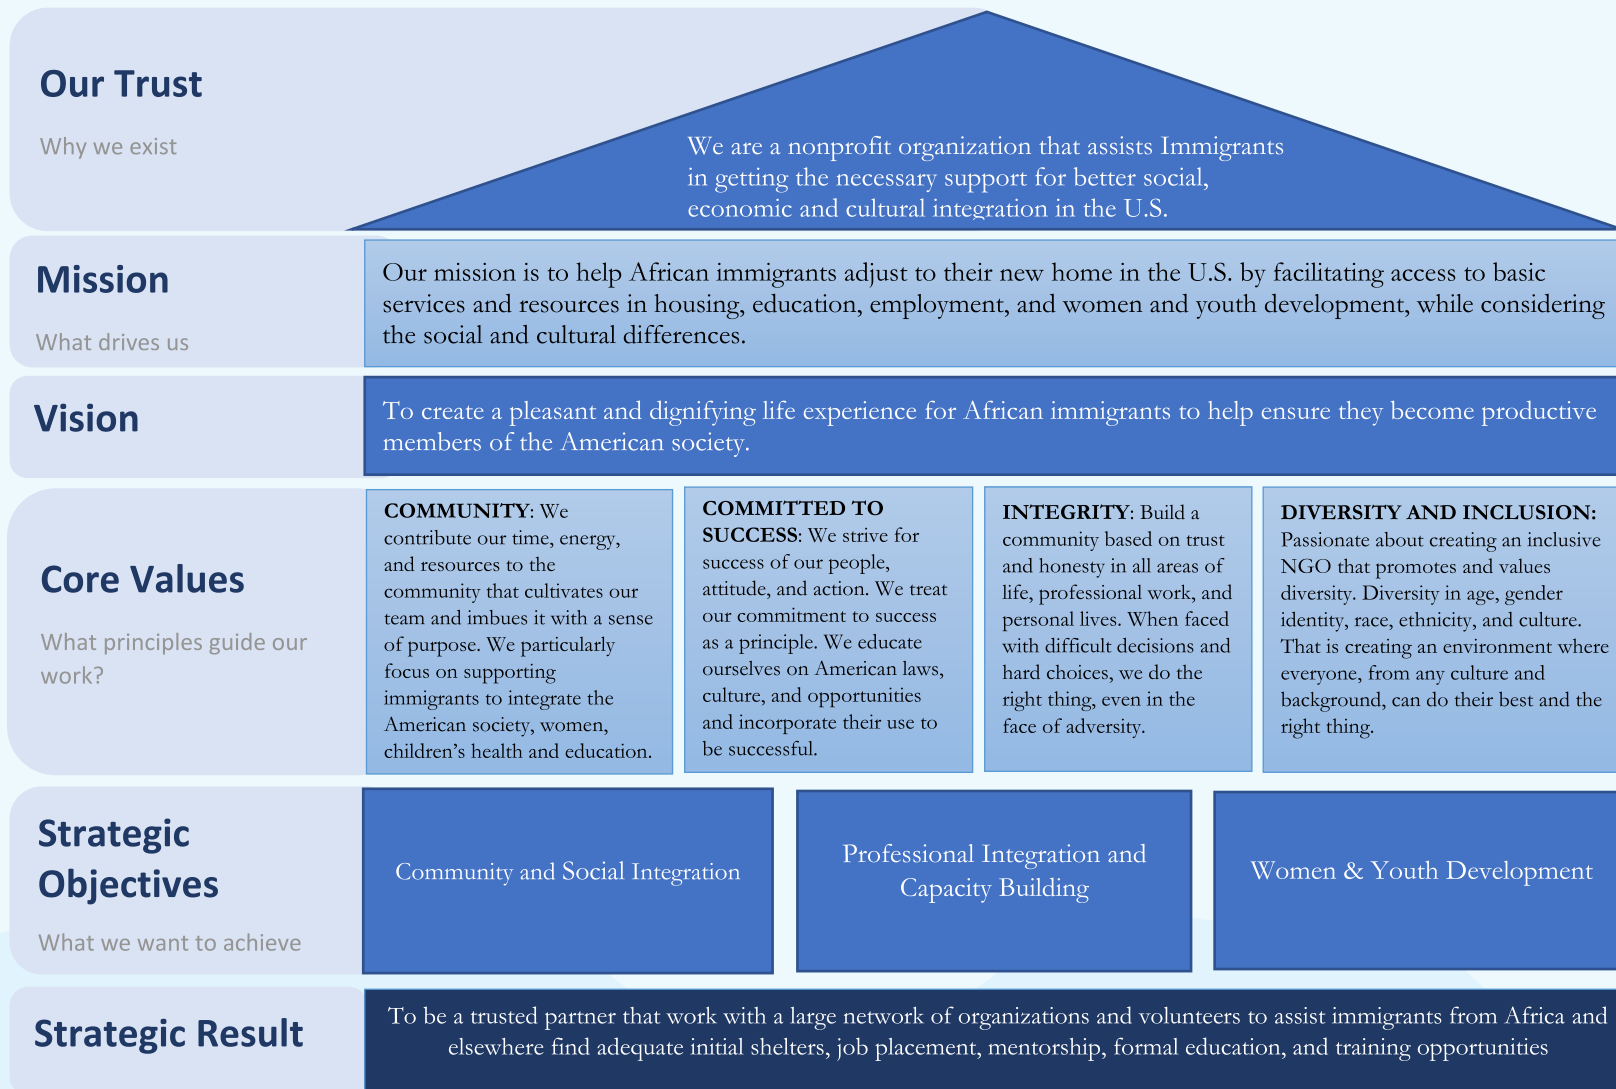 Our Trust
Why we exist
We are a nonprofit organization that assists Immigrants
in getting the necessary support for better social,
economic and cultural integration in the U.S.
Mission
What drives us
Our mission is to help African immigrants adjust to their new home in the U.S. by facilitating access to basic
services and resources in housing, education, employment, and women and youth development, while considering
the social and cultural differences.
Vision
To create a pleasant and dignifying life experience for African immigrants to help ensure they become productive
members of the American society.
Core Values
What principles guide our
work?
COMMUNITY: We
contribute our time, energy,
and resources to the
community that cultivates our
team and imbues it with a sense
of purpose. We particularly
focus on supporting
immigrants to integrate the
American society, women,
children’s health and education.
COMMITTED TO
SUCCESS: We strive for
success of our people,
attitude, and action. We treat
our commitment to success
as a principle. We educate
ourselves on American laws,
culture, and opportunities
and incorporate their use to
be successful.
INTEGRITY: Build a
community based on trust
and honesty in all areas of
life, professional work, and
personal lives. When faced
with difficult decisions and
hard choices, we do the
right thing, even in the
face of adversity.
DIVERSITY AND INCLUSION:
Passionate about creating an inclusive
NGO that promotes and values
diversity. Diversity in age, gender
identity, race, ethnicity, and culture.
That is creating an environment where
everyone, from any culture and
background, can do their best and the
right thing.
Strategic
Objectives
What we want to achieve
Community and Social Integration
Professional Integration and
Capacity Building
Women & Youth Development
Strategic Result
To be a trusted partner that work with a large network of organizations and volunteers to assist immigrants from Africa and
elsewhere find adequate initial shelters, job placement, mentorship, formal education, and training opportunities